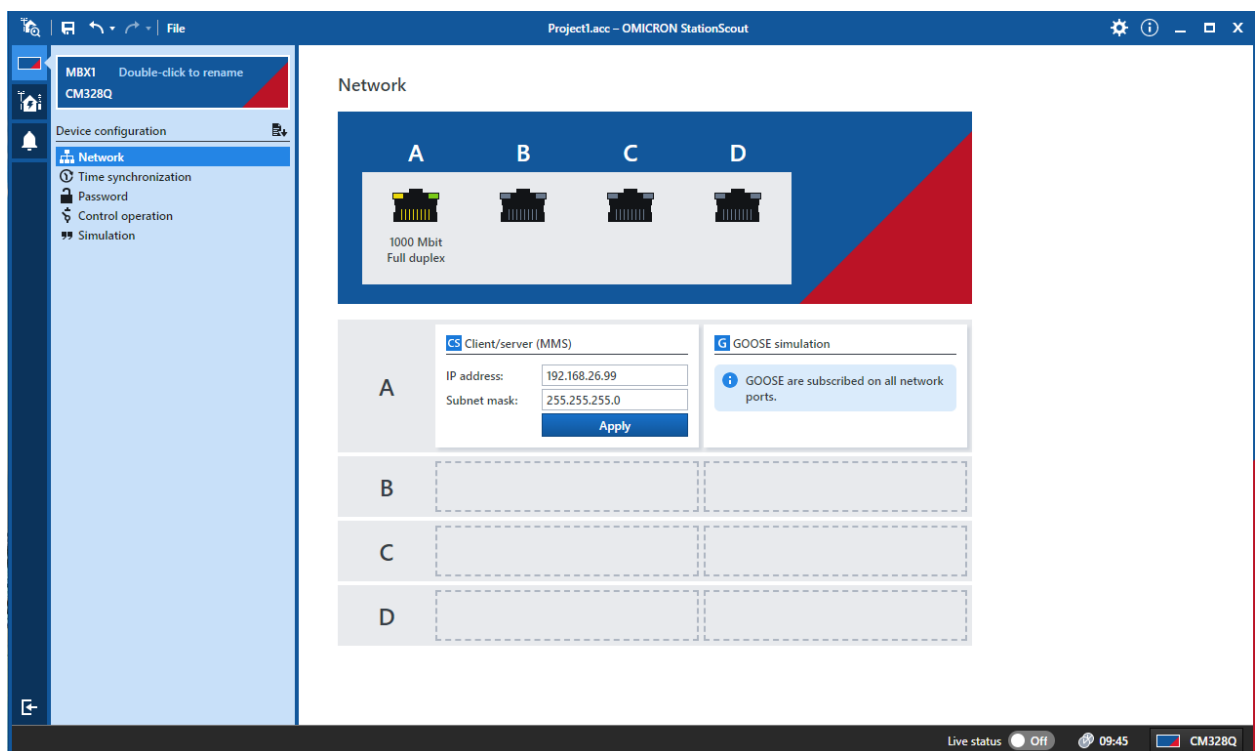 File
Project1.acc – OMICRON StationScout
MBX1 Double-click to rename
CM328Q
Device configuration
Network
Time synchronization
Password
Control operation
Simulation
Network
A B C D
1000 Mbit
Full duplex
A
CS Client/server (MMS)
IP address: 192.168.26.99
Subnet mask: 255.255.255.0
Apply
G GOOSE simulation
GOOSE are subscribed on all network
ports.
B
C
D
Live status Off 09:45 CM328Q